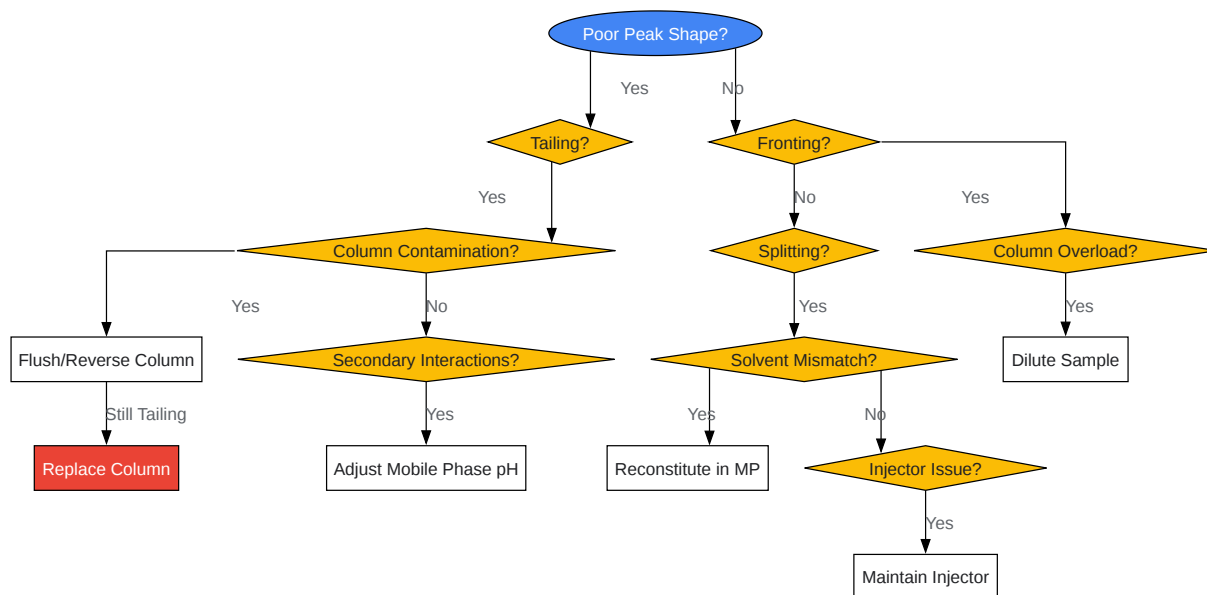 Poor Peak Shape?
Yes
No
Tailing?
Fronting?
Yes
No
Yes
Column Contamination?
Splitting?
Column Overload?
Yes
No
Yes
Yes
Flush/Reverse Column
Secondary Interactions?
Solvent Mismatch?
Dilute Sample
Still Tailing
Yes
Yes
No
Replace Column
Adjust Mobile Phase pH
Reconstitute in MP
Injector Issue?
Yes
Maintain Injector